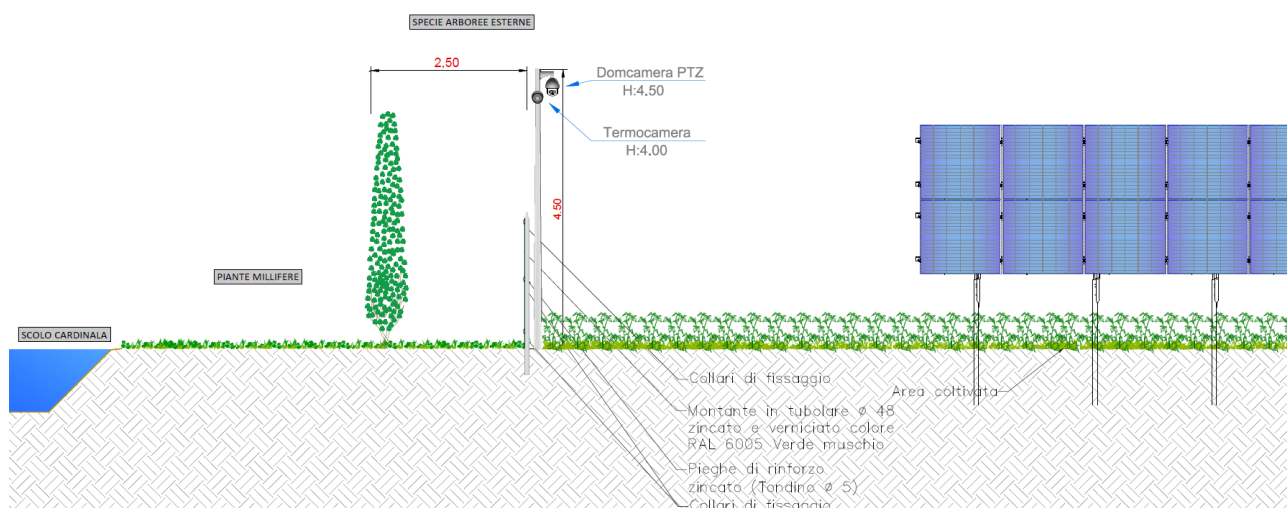 SPECIE ARBOREE ESTERNE
2,50
Domcamera PTZ
H:4.50
Termocamera
H:4.00
4.50
PIANTE MILLIFERE
SCOLO CARDINALA
Collari di fissaggio
Area coltivata
Montante in tubolare ø 48
zincato e verniciato colore
RAL 6005 Verde muschio
Pieghe di rinforzo
zincato (Tondino ø 5)
Collari di fissaggio